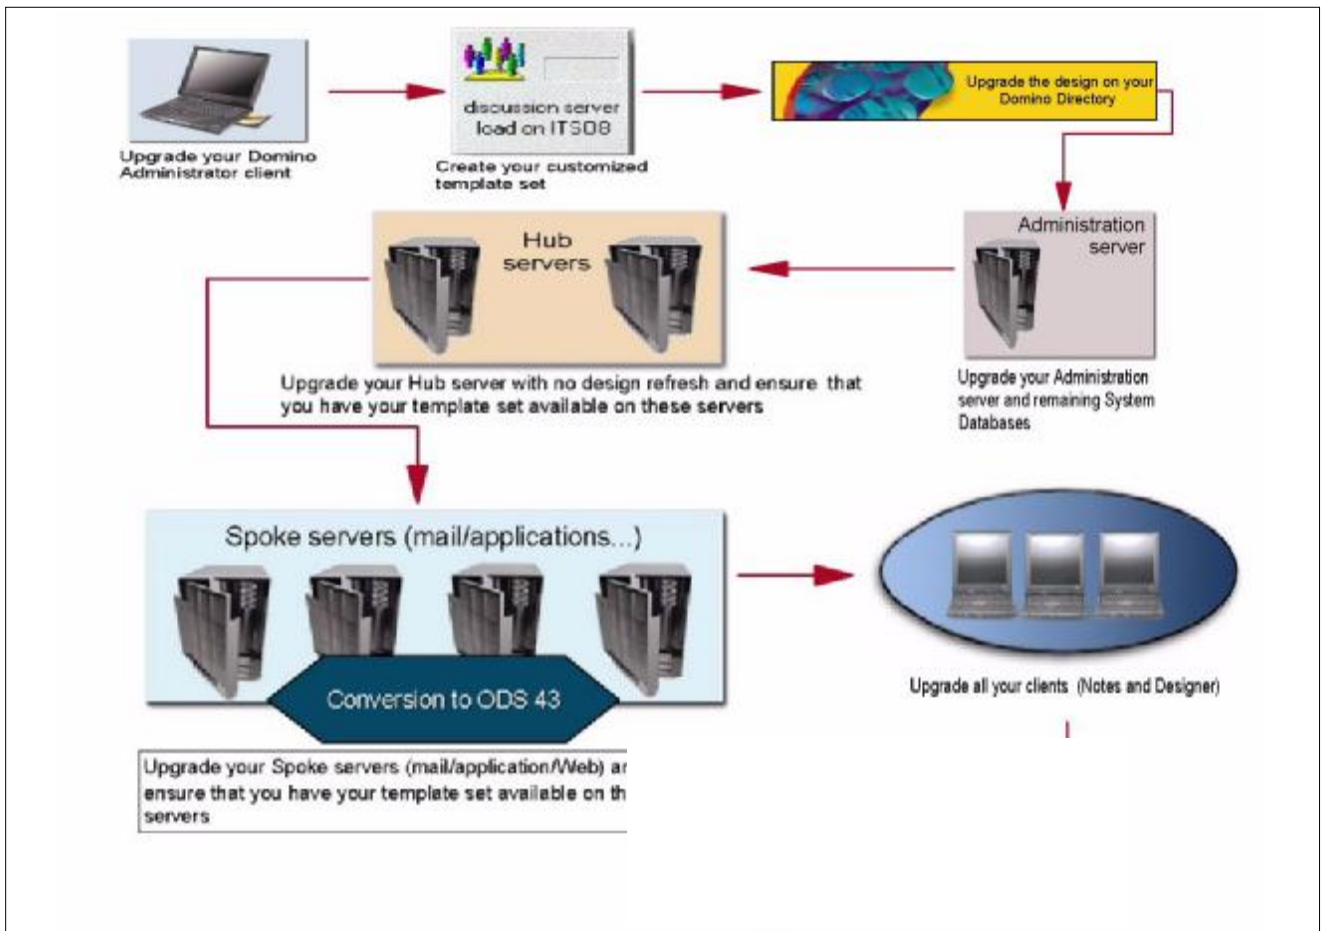 Upgrade your Domino
Administrator client
discussion server
load on ITSO8
Create your customized
template set
Upgrade the design on your
Domino Directory
Administration
server
Upgrade your Administration
server and remaining System
Databases
Hub
servers
Upgrade your Hub server with no design refresh and ensure that
you have your template set available on these servers
Spoke servers (mail/applications...)
Conversion to ODS 43
Upgrade your Spoke servers (mail/application/Web)
ensure that you have your template set available on
servers
Upgrade all your clients (Notes and Designer)